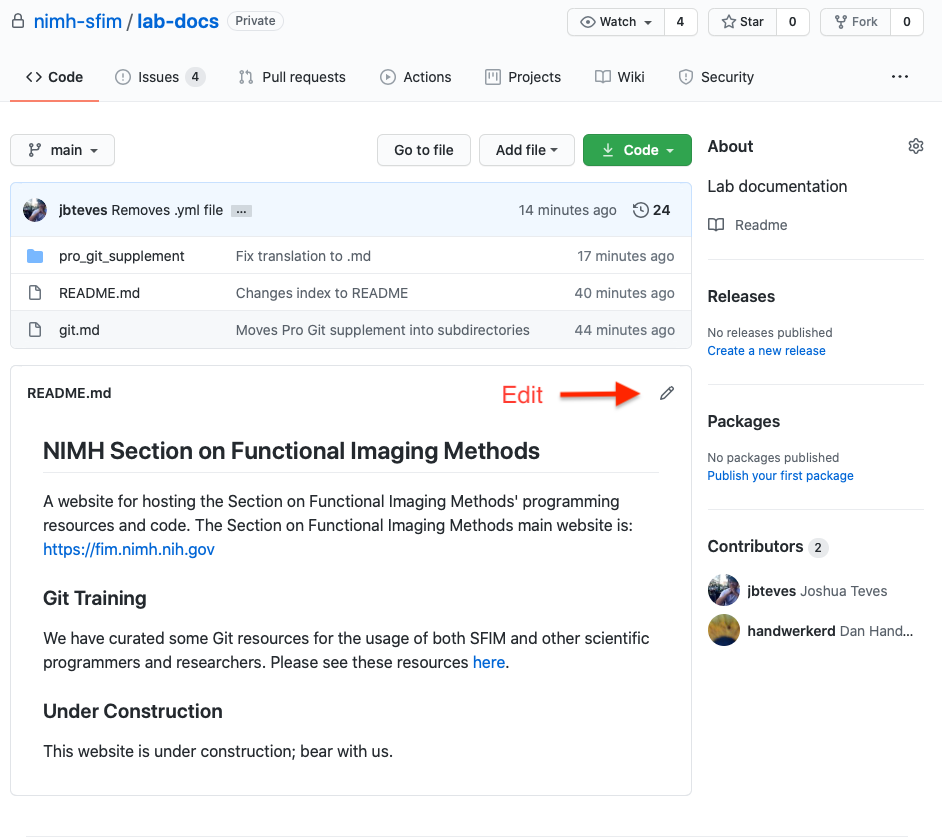 nimh-sfim / lab-docs Private
Watch 4 Star 0 Fork 0
Code Issues 4 Pull requests Actions Projects Wiki Security ...
main Go to file Add file Code
jbteves Removes .yml file ... 14 minutes ago 24
pro_git_supplement Fix translation to .md 17 minutes ago
README.md Changes index to README 40 minutes ago
git.md Moves Pro Git supplement into subdirectories 44 minutes ago
README.md
Edit
NIMH Section on Functional Imaging Methods
A website for hosting the Section on Functional Imaging Methods' programming
resources and code. The Section on Functional Imaging Methods main website is:
https://fim.nimh.nih.gov
Git Training
We have curated some Git resources for the usage of both SFIM and other scientific
programmers and researchers. Please see these resources here.
Under Construction
This website is under construction; bear with us.
About
Lab documentation
Readme
Releases
No releases published
Create a new release
Packages
No packages published
Publish your first package
Contributors 2
jbteves Joshua Teves
handwerkerd Dan Hand...